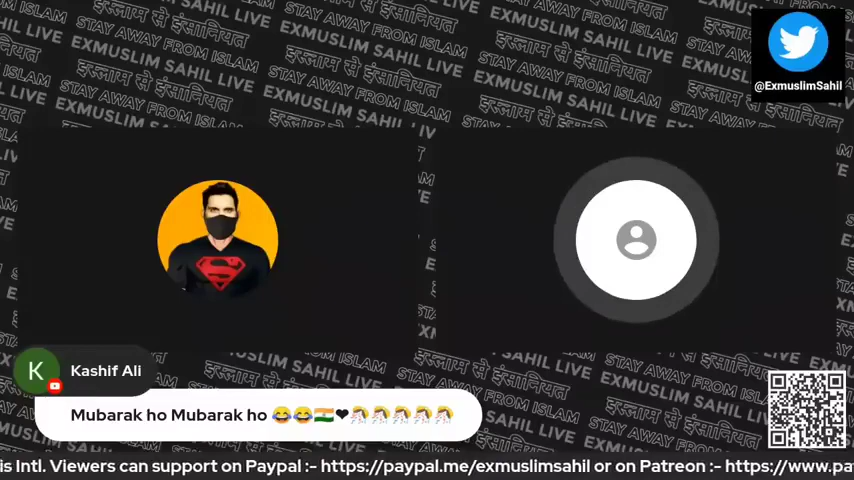 इस्लाम से इंसानियत
STAY AWAY FROM ISLAM
EXMUSLIM SAHIL LIVE
@ExmuslimSahil
K
Kashif Ali
Mubarak ho Mubarak ho 😂😂🇮🇳❤👰👰👰👰👰
is Intl. Viewers can support on Paypal :- https://paypal.me/exmuslimsahil or on Patreon :- https://www.pa